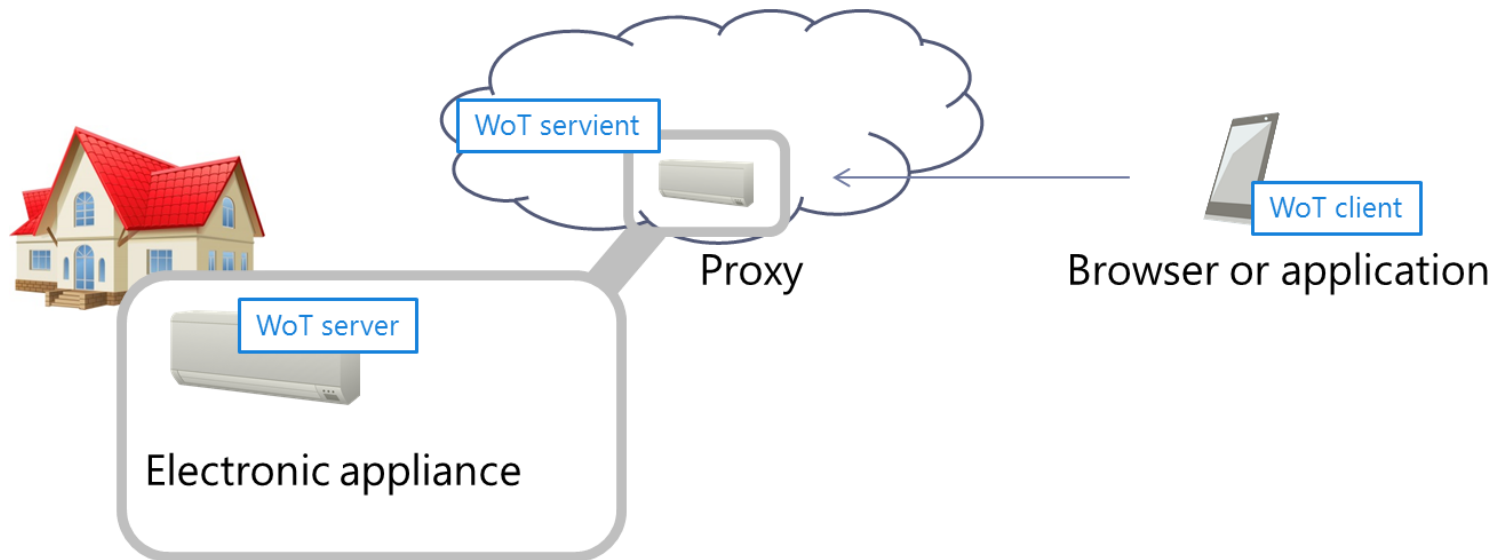 WoT servient
WoT client
Proxy
Browser or application
WoT server
Electronic appliance